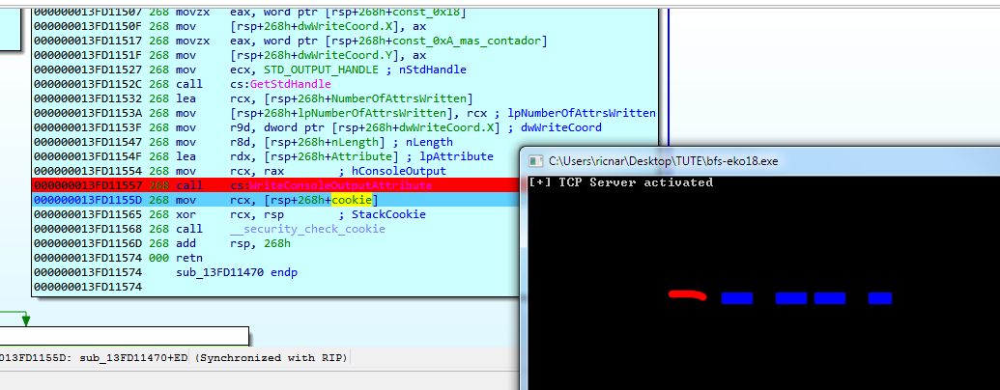 000000013FD11507 268 movzx eax, word ptr [rsp+268h+const_0x18]
000000013FD1150F 268 mov [rsp+268h+dwWriteCoord.X], ax
000000013FD11517 268 movzx eax, word ptr [rsp+268h+const_0xA_mas_contador]
000000013FD1151F 268 mov [rsp+268h+dwWriteCoord.Y], ax
000000013FD11527 268 mov ecx, STD_OUTPUT_HANDLE ; nStdHandle
000000013FD1152C 268 call cs:GetStdHandle
000000013FD11532 268 lea rcx, [rsp+268h+NumberOfAttrsWritten]
000000013FD1153A 268 mov [rsp+268h+lpNumberOfAttrsWritten], rcx ; lpNumberOfAttrsWritten
000000013FD1153F 268 mov r9d, dword ptr [rsp+268h+dwWriteCoord.X] ; dwWriteCoord
000000013FD11547 268 mov r8d, [rsp+268h+nLength] ; nLength
000000013FD1154F 268 lea rdx, [rsp+268h+Attribute] ; lpAttribute
000000013FD11554 268 mov rcx, rax ; hConsoleOutput
000000013FD11557 268 call cs:WriteConsoleOutputAttribute
000000013FD1155D 268 mov rcx, [rsp+268h+cookie]
000000013FD11565 268 xor rcx, rsp ; StackCookie
000000013FD11568 268 call __security_check_cookie
000000013FD1156D 268 add rsp, 268h
000000013FD11574 000 retn
000000013FD11574 sub_13FD11470 endp
000000013FD11574
013FD1155D: sub_13FD11470+ED (Synchronized with RIP)
C:\Users\ricnar\Desktop\TUTE\bfs-eko18.exe
[+] TCP Server activated